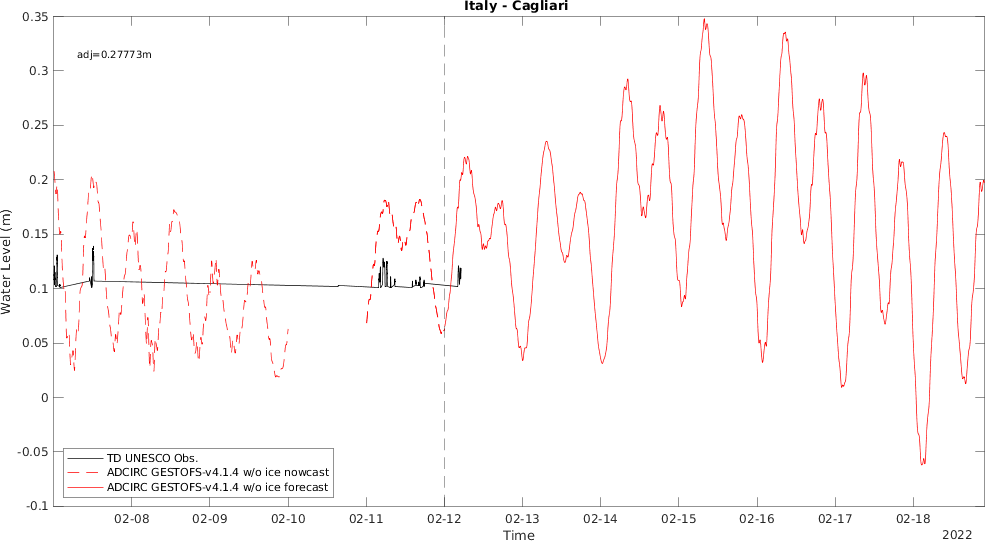 Italy - Cagliari
adj=0.27773m
0.35
0.3
0.25
0.2
0.15
0.1
0.05
0
-0.05
-0.1
Water Level (m)
TD UNESCO Obs.
ADCIRC GESTOFS-v4.1.4 w/o ice nowcast
ADCIRC GESTOFS-v4.1.4 w/o ice forecast
02-08 02-09 02-10 02-11 02-12 02-13 02-14 02-15 02-16 02-17 02-18
Time
2022